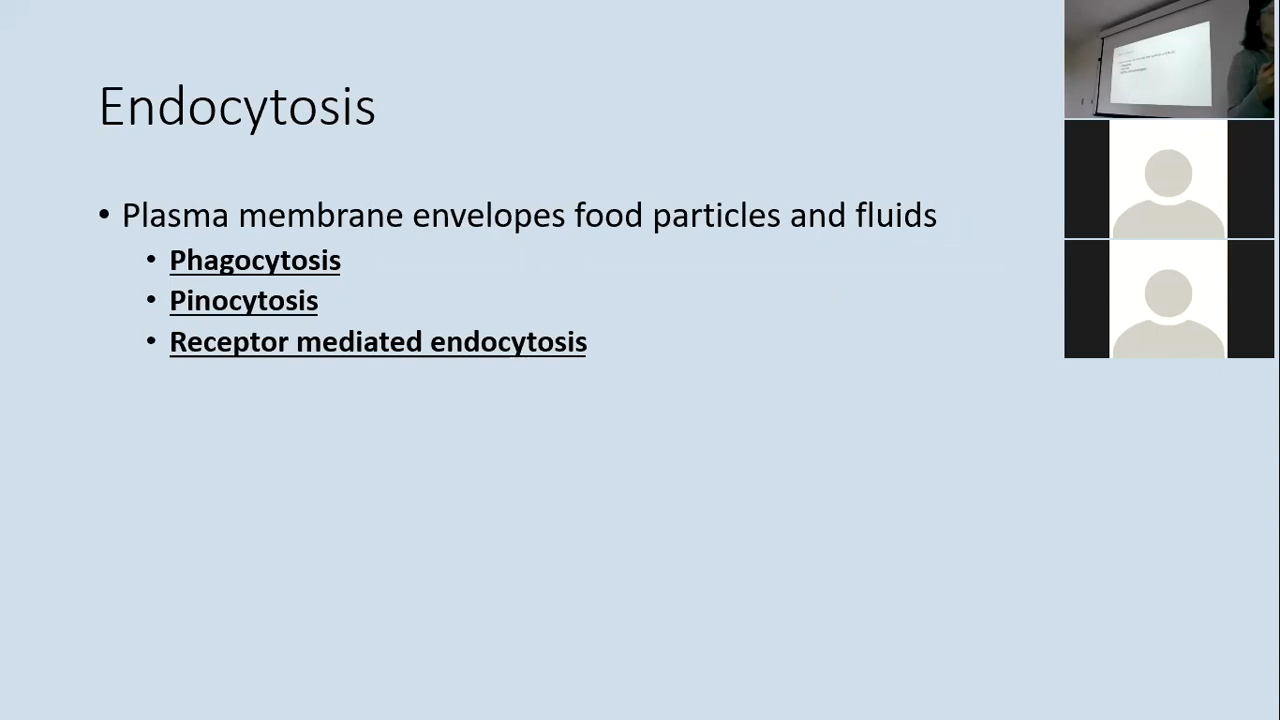 Endocytosis
• Plasma membrane envelopes food particles and fluids
• Phagocytosis
• Pinocytosis
• Receptor mediated endocytosis